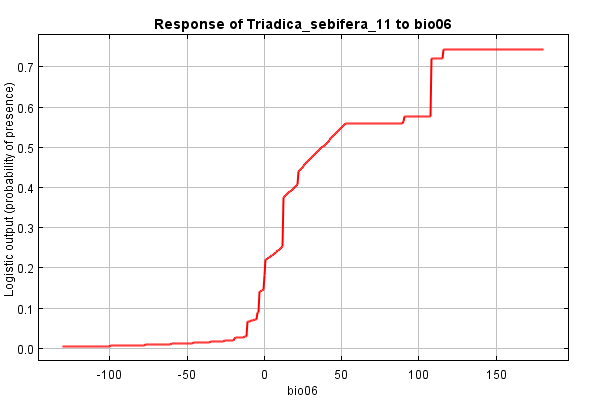 Response of Triadica_sebifera_11 to bio06
Logistic output (probability of presence)
0.7
0.6
0.5
0.4
0.3
0.2
0.1
0.0
-100 -50 0 50 100 150
bio06